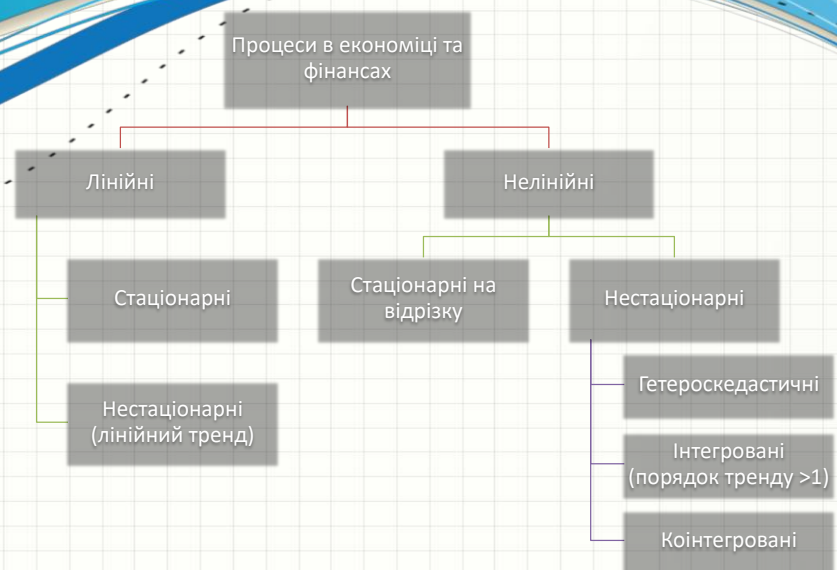 Процеси в економіці та
фінансах
Лінійні
Нелінійні
Стаціонарні
Стаціонарні на
відрізку
Нестаціонарні
Нестаціонарні
(лінійний тренд)
Гетероскедастичні
Інтегровані
(порядок тренду >1)
Коінтегровані